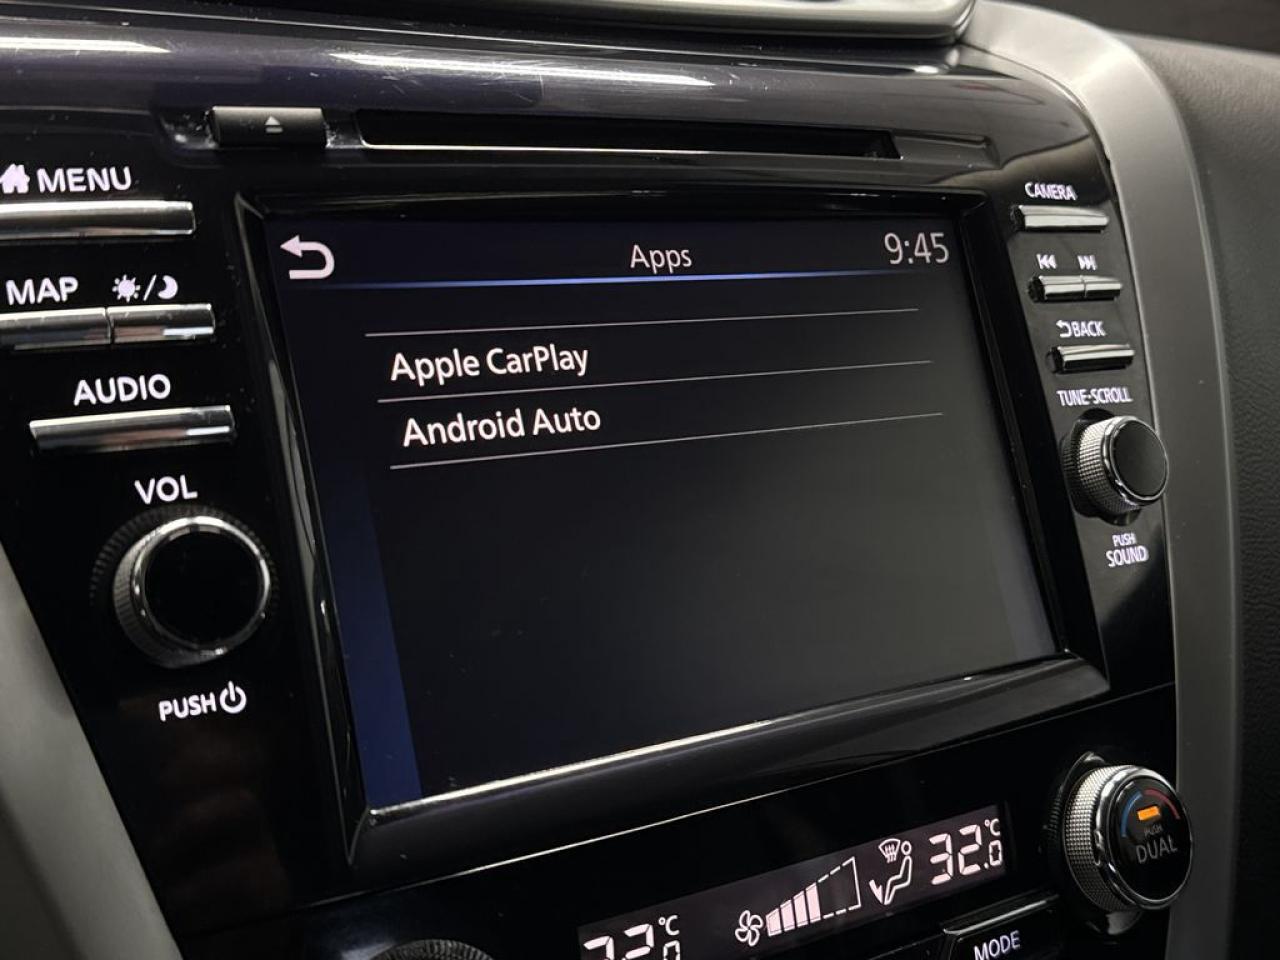 MENU
MAP
AUDIO
VOL
PUSH
Apps
9:45
Apple CarPlay
Android Auto
CAMERA
BACK
TUNE·SCROLL
PUSH
SOUND
32.0°C
PUSH
DUAL
MODE